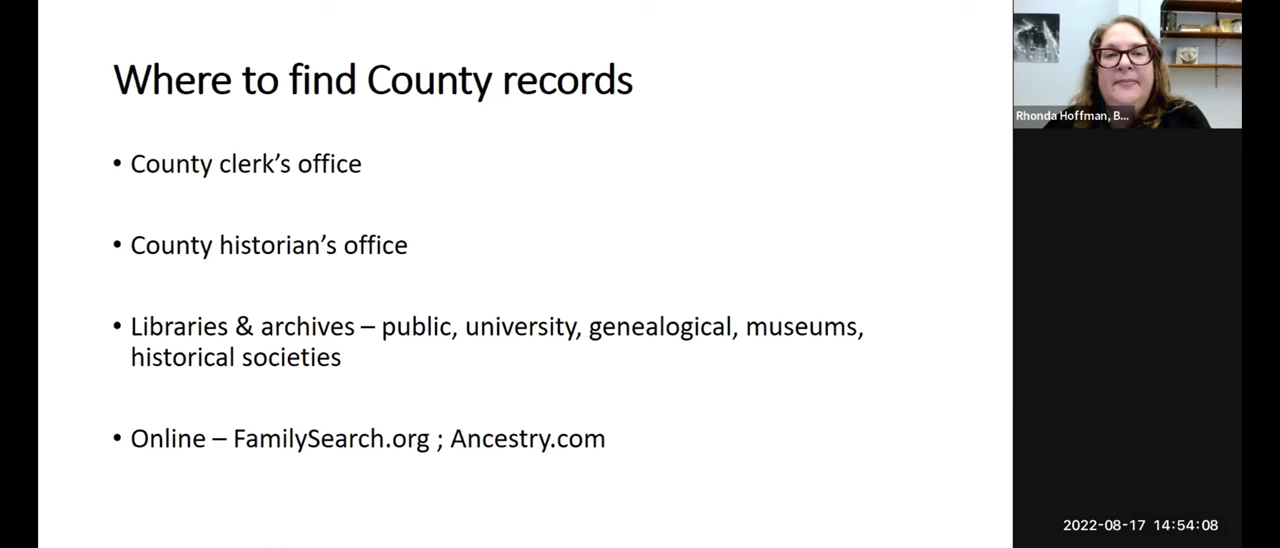 Where to find County records
• County clerk's office
• County historian's office
• Libraries & archives – public, university, genealogical, museums,
historical societies
• Online – FamilySearch.org ; Ancestry.com
Rhonda Hoffman, B...
2022-08-17 14:54:08